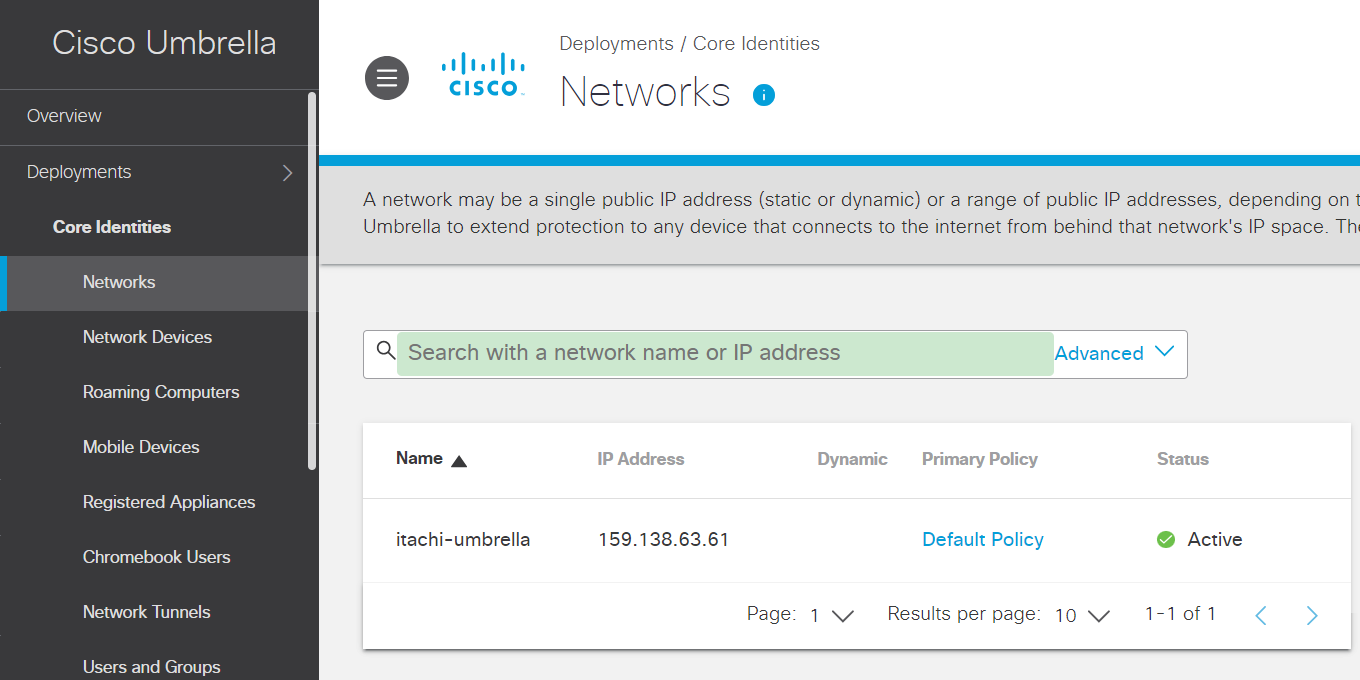 Cisco Umbrella
Overview
Deployments
Core Identities
Networks
Network Devices
Roaming Computers
Mobile Devices
Registered Appliances
Chromebook Users
Network Tunnels
Users and Groups
CISCO
Deployments / Core Identities
Networks
A network may be a single public IP address (static or dynamic) or a range of public IP addresses, depending on
Umbrella to extend protection to any device that connects to the internet from behind that network's IP space.
Search with a network name or IP address Advanced
Name IP Address Dynamic Primary Policy Status
itachi-umbrella 159.138.63.61 Default Policy Active
Page: 1 Results per page: 10 1-1 of 1